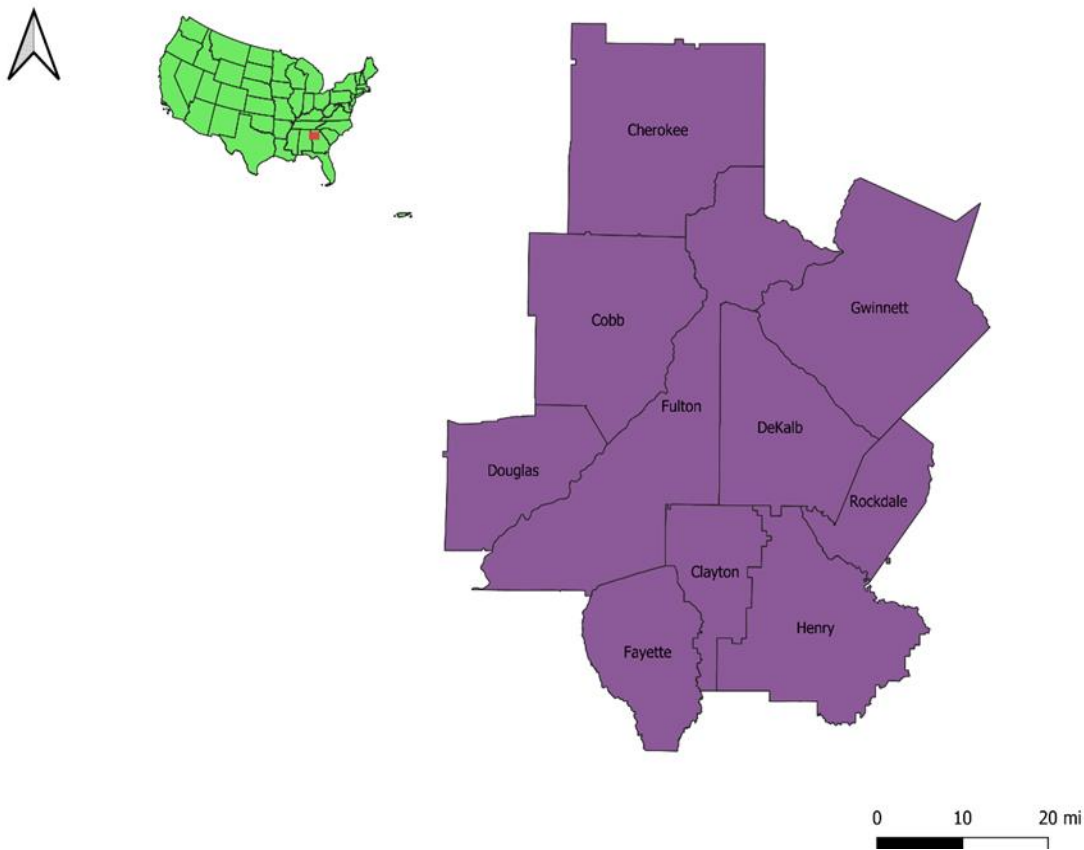 Cherokee
Gwinnett
Cobb
Fulton
DeKalb
Douglas
Rockdale
Clayton
Henry
Fayette
0 10 20 mi